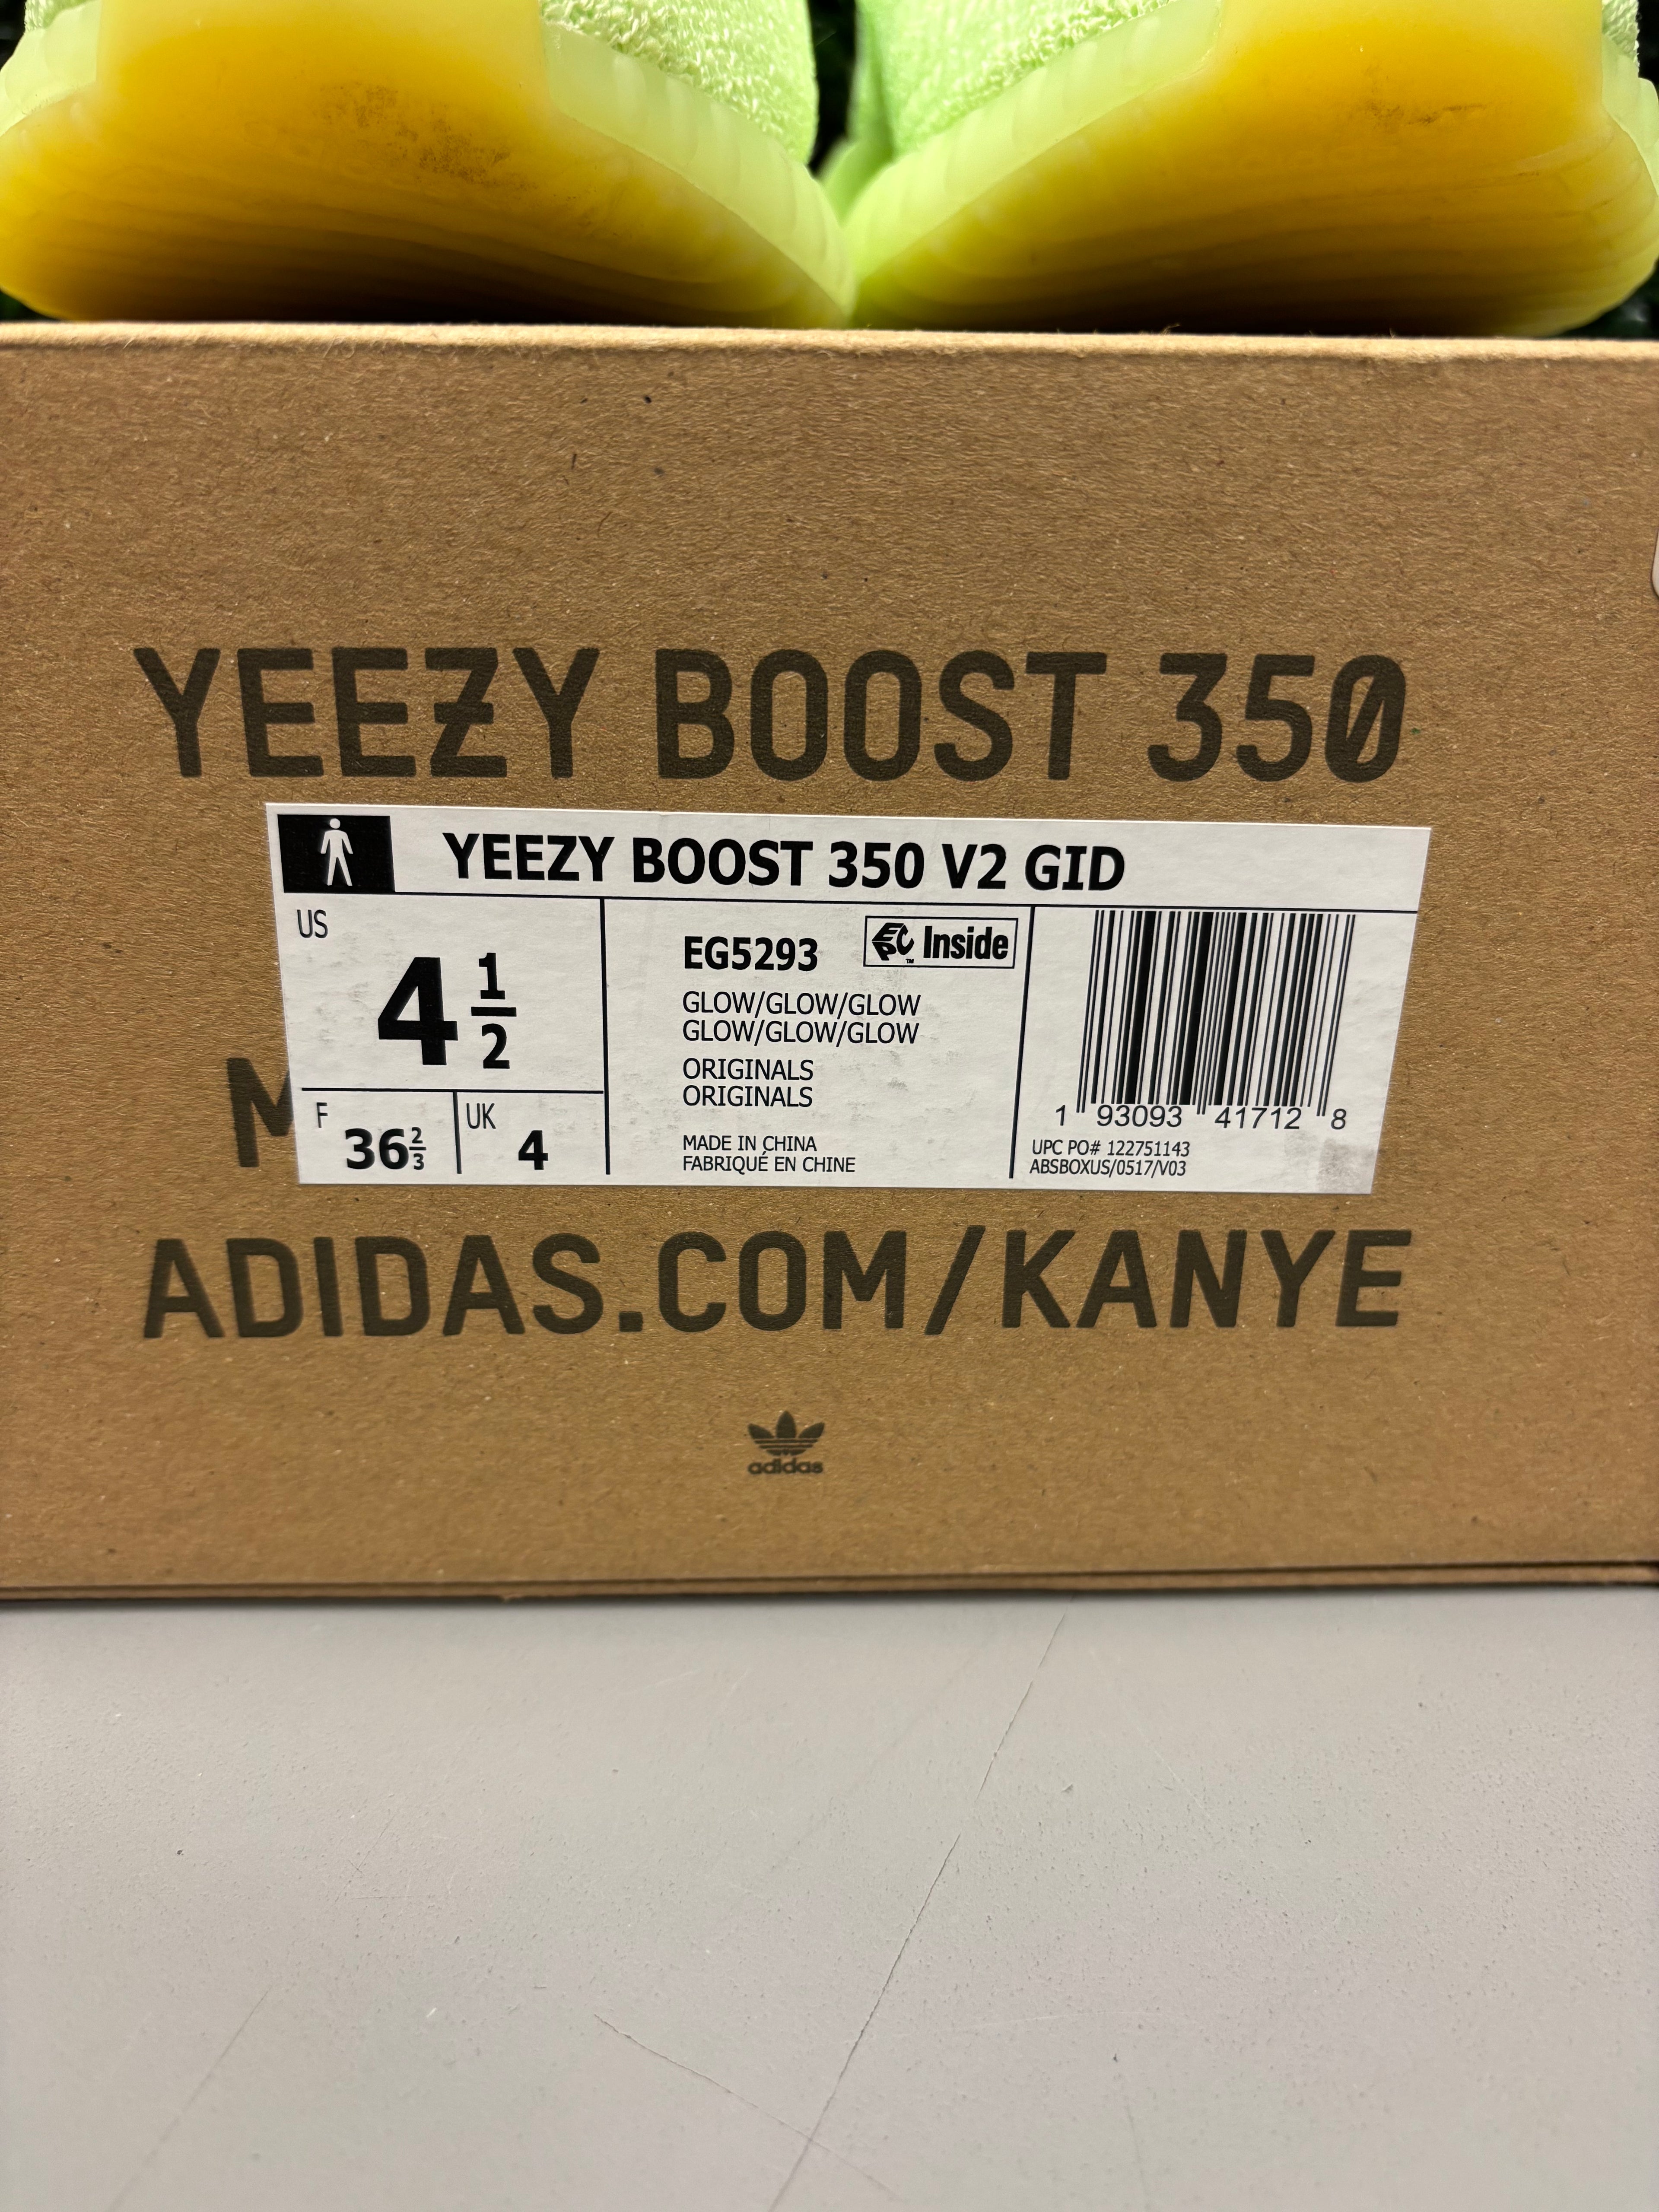 YEEZY BOOST 350
YEEZY BOOST 350 V2 GID
US
4 1/2
F
36 2/3
UK
4
EG5293
EPC™ Inside
GLOW/GLOW/GLOW
GLOW/GLOW/GLOW
ORIGINALS
ORIGINALS
MADE IN CHINA
FABRIQUÉ EN CHINE
1 93093 41712 8
UPC PO# 122751143
ABSBOXUS/0517/V03
M
ADIDAS.COM/KANYE
adidas